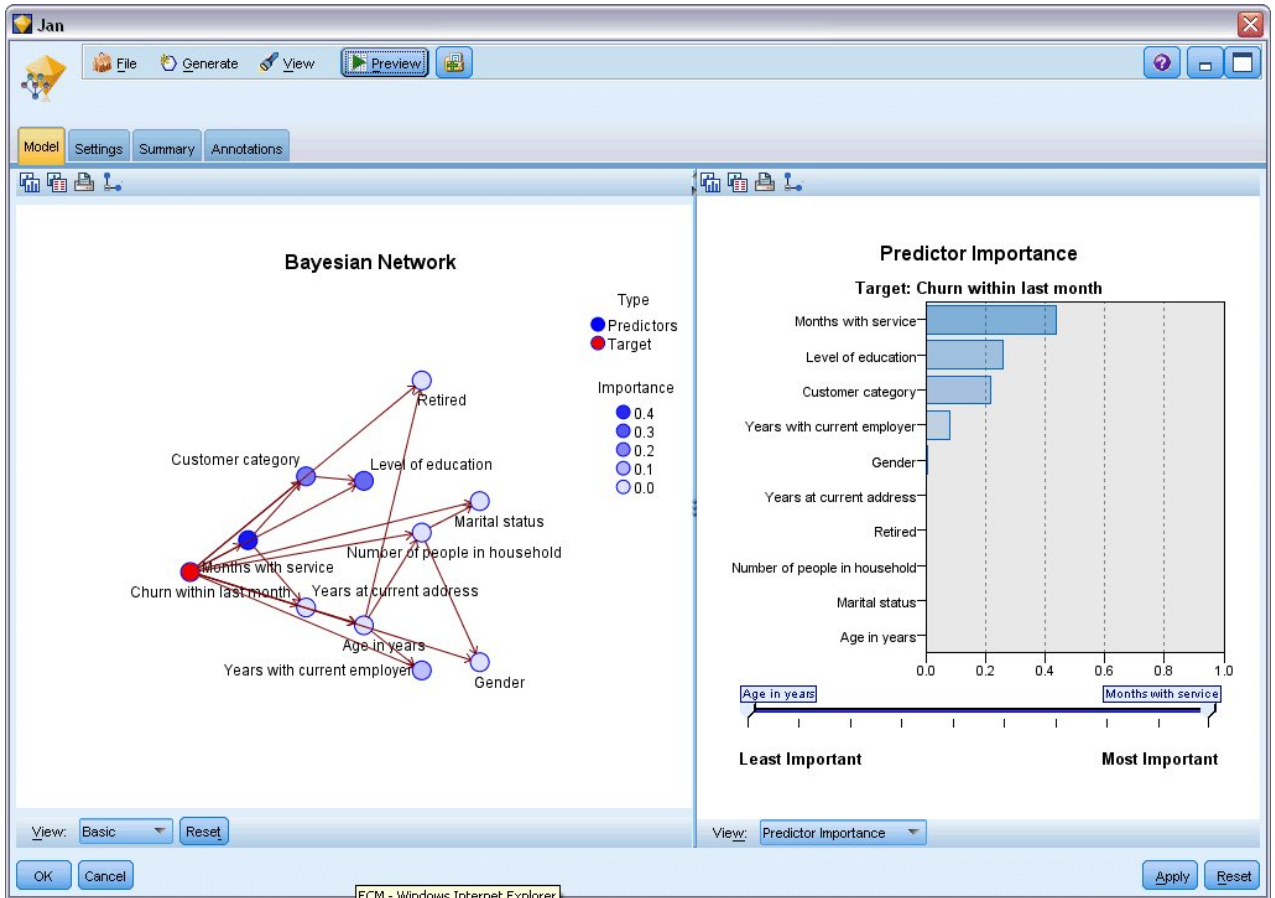 Jan
File Generate View Preview
Model Settings Summary Annotations
Bayesian Network
Type
Predictors
Target
Importance
0.4
0.3
0.2
0.1
0.0
Retired
Customer category
Level of education
Marital status
Number of people in household
Months with service
Churn within last month
Years at current address
Age in years
Years with current employer
Gender
View: Basic Reset
Predictor Importance
Target: Churn within last month
Months with service
Level of education
Customer category
Years with current employer
Gender
Years at current address
Retired
Number of people in household
Marital status
Age in years
0.0 0.2 0.4 0.6 0.8 1.0
Age in years Months with service
Least Important Most Important
View: Predictor Importance
OK Cancel Apply Reset
ECM - Windows Internet Explorer